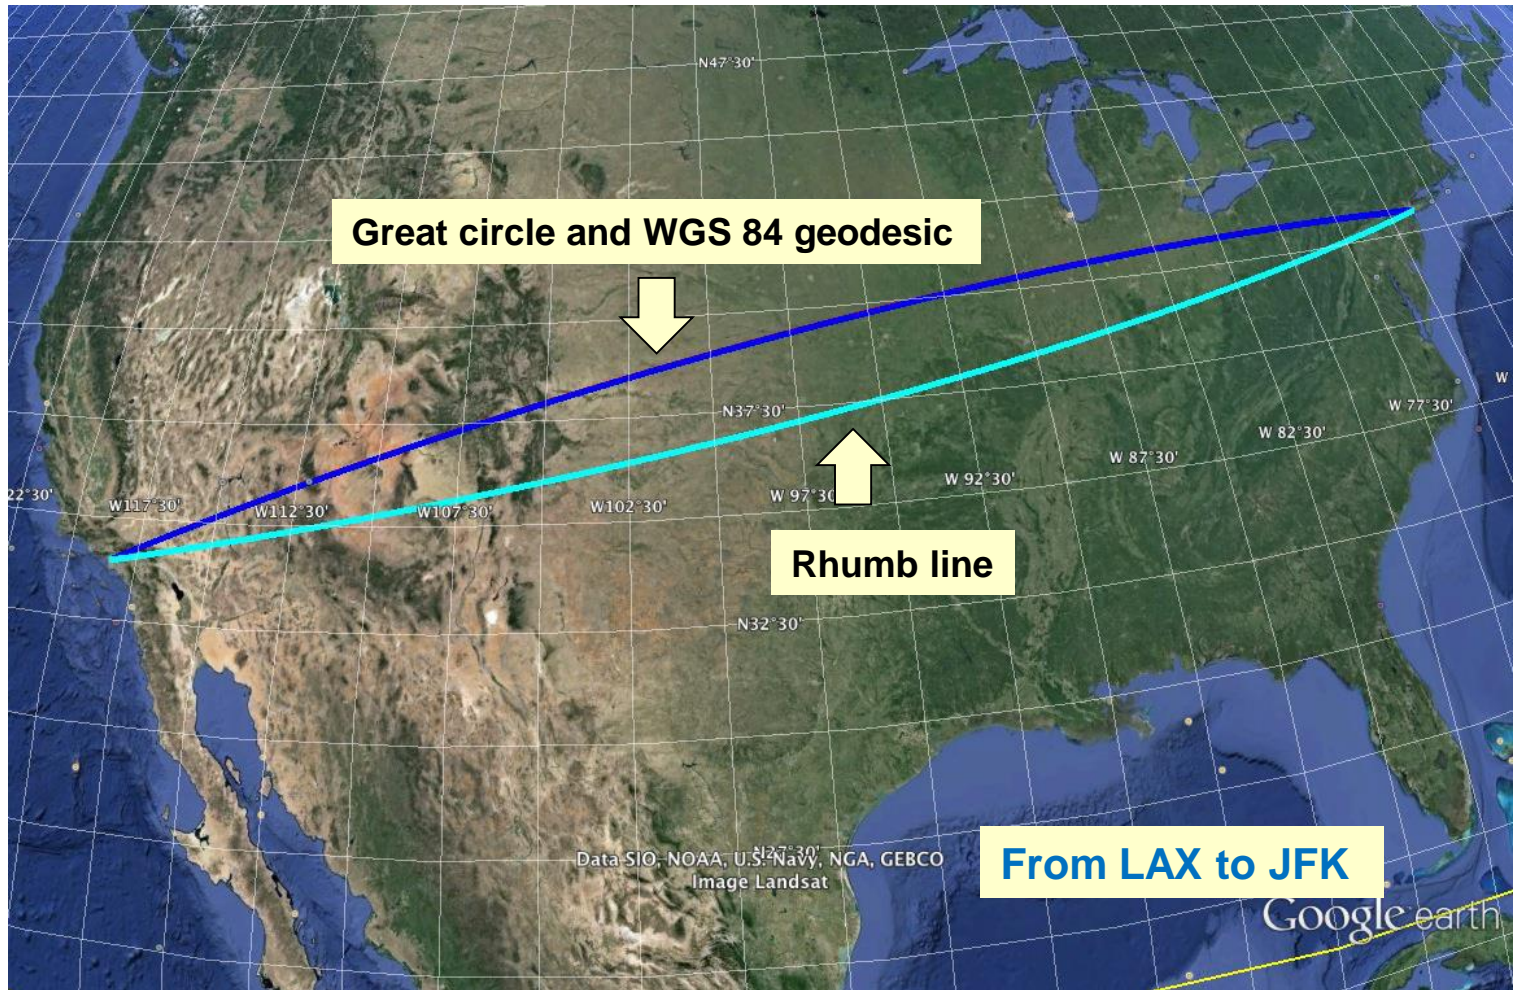 N47°30'
Great circle and WGS 84 geodesic
W
N37°30'
W 77°30'
W 82°30'
W 87°30'
W 92°30'
22°30'
W117°30'
W112°30'
W107°30'
W102°30'
W 97°30
Rhumb line
N32°30'
N27°30'
Data SIO, NOAA, U.S. Navy, NGA, GEBCO
Image Landsat
From LAX to JFK
Google earth